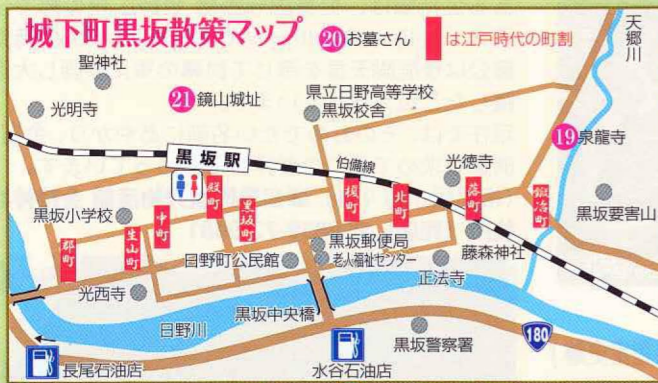 城下町黒坂散策マップ
⑳お墓さん
は江戸時代の町割
天郷川
聖神社
光明寺
㉑鏡山城址
県立日野高等学校
黒坂校舎
⑲泉龍寺
黒坂駅
伯備線
光徳寺
黒坂小学校
郡町
生山町
中町
殿町
黒坂町
榎町
北町
落町
鍛冶町
黒坂要害山
日野町公民館
黒坂郵便局
老人福祉センター
藤森神社
正法寺
光西寺
日野川
黒坂中央橋
黒坂警察署
180
長尾石油店
水谷石油店